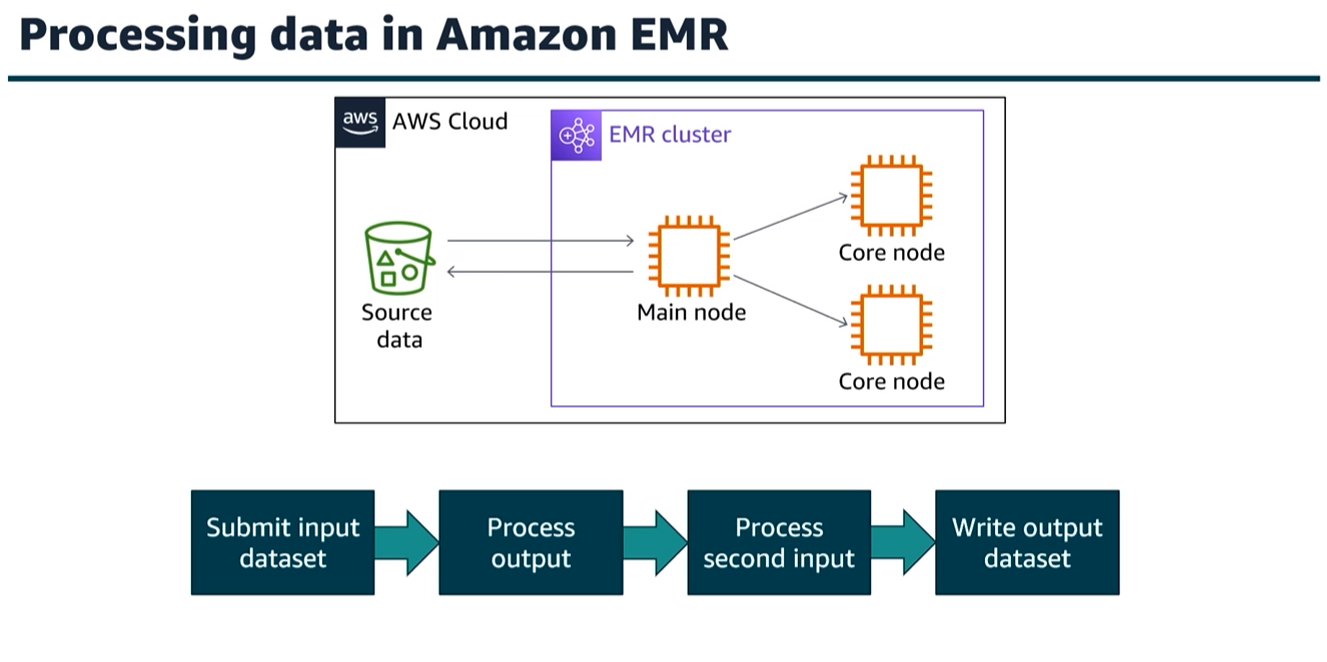 Processing data in Amazon EMR
aws
AWS Cloud
EMR cluster
Source
data
Main node
Core node
Core node
Submit input
dataset
Process
output
Process
second input
Write output
dataset